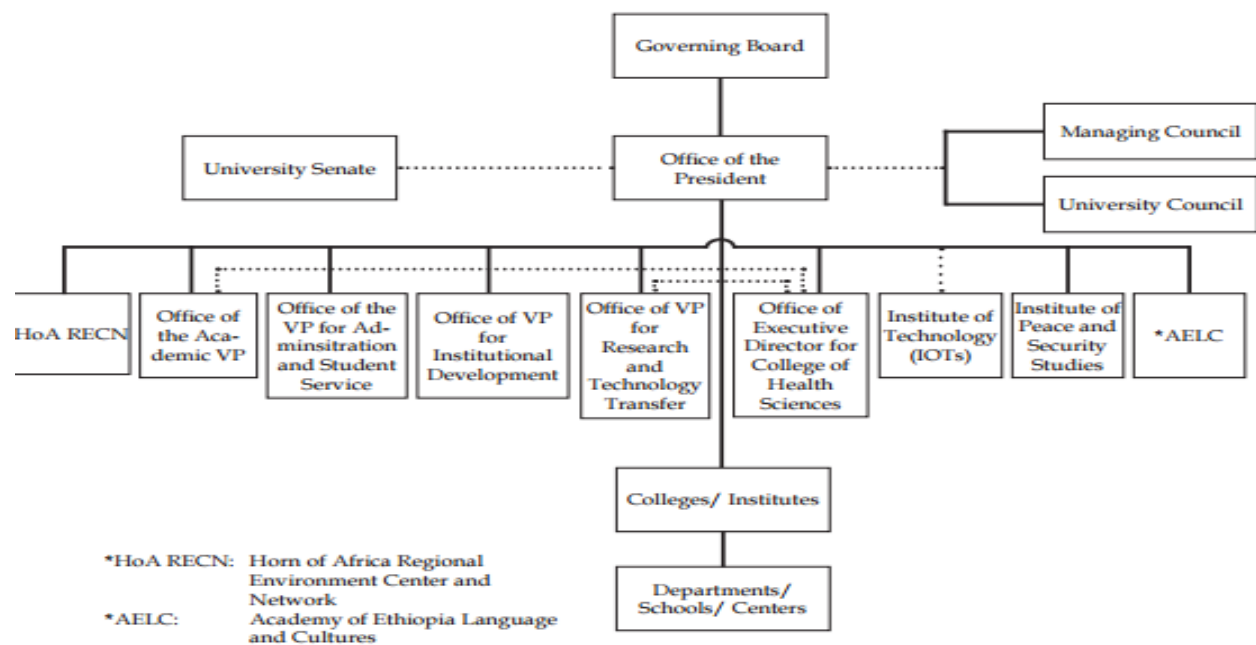 Governing Board
Managing Council
University Senate
Office of the
President
University Council
HoA RECN
Office of
the Aca-
demic VP
Office of the
VP for Ad-
minsitration
and Student
Service
Office of VP
for
Institutional
Development
Office of VP
for
Research
and
Technology
Transfer
Office of
Executive
Director for
College of
Health
Sciences
Institute of
Technology
(IOTs)
Institute of
Peace and
Security
Studies
*AELC
Colleges/ Institutes
Departments/
Schools/ Centers
*HoA RECN: Horn of Africa Regional
Environment Center and
Network
*AELC: Academy of Ethiopia Language
and Cultures